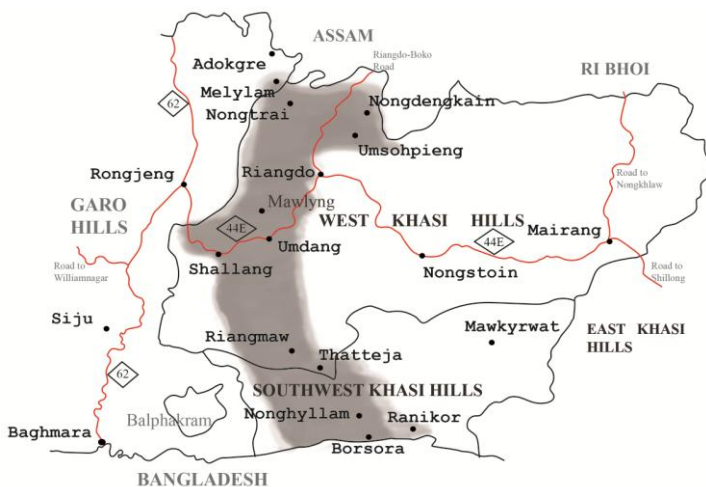 ASSAM
Riangdo-Boko
Road
Adokgre
RI BHOI
Melylam
62
Nongtrai
Nongdengkain
Umsohpieng
Riangdo
Rongjeng
Road to
Nongkhlaw
Mawlyng
GARO
HILLS
WEST KHASI HILLS
Mairang
44E
44E
Umdang
Shallang
Nongstoin
Road to
Williamnagar
Road to
Shillong
Siju
Mawkyrwat
EAST KHASI
HILLS
Riangmaw
Thatteja
62
SOUTHWEST KHASI HILLS
Balphakram
Nonghyllam
Ranikor
Baghmara
Borsora
BANGLADESH